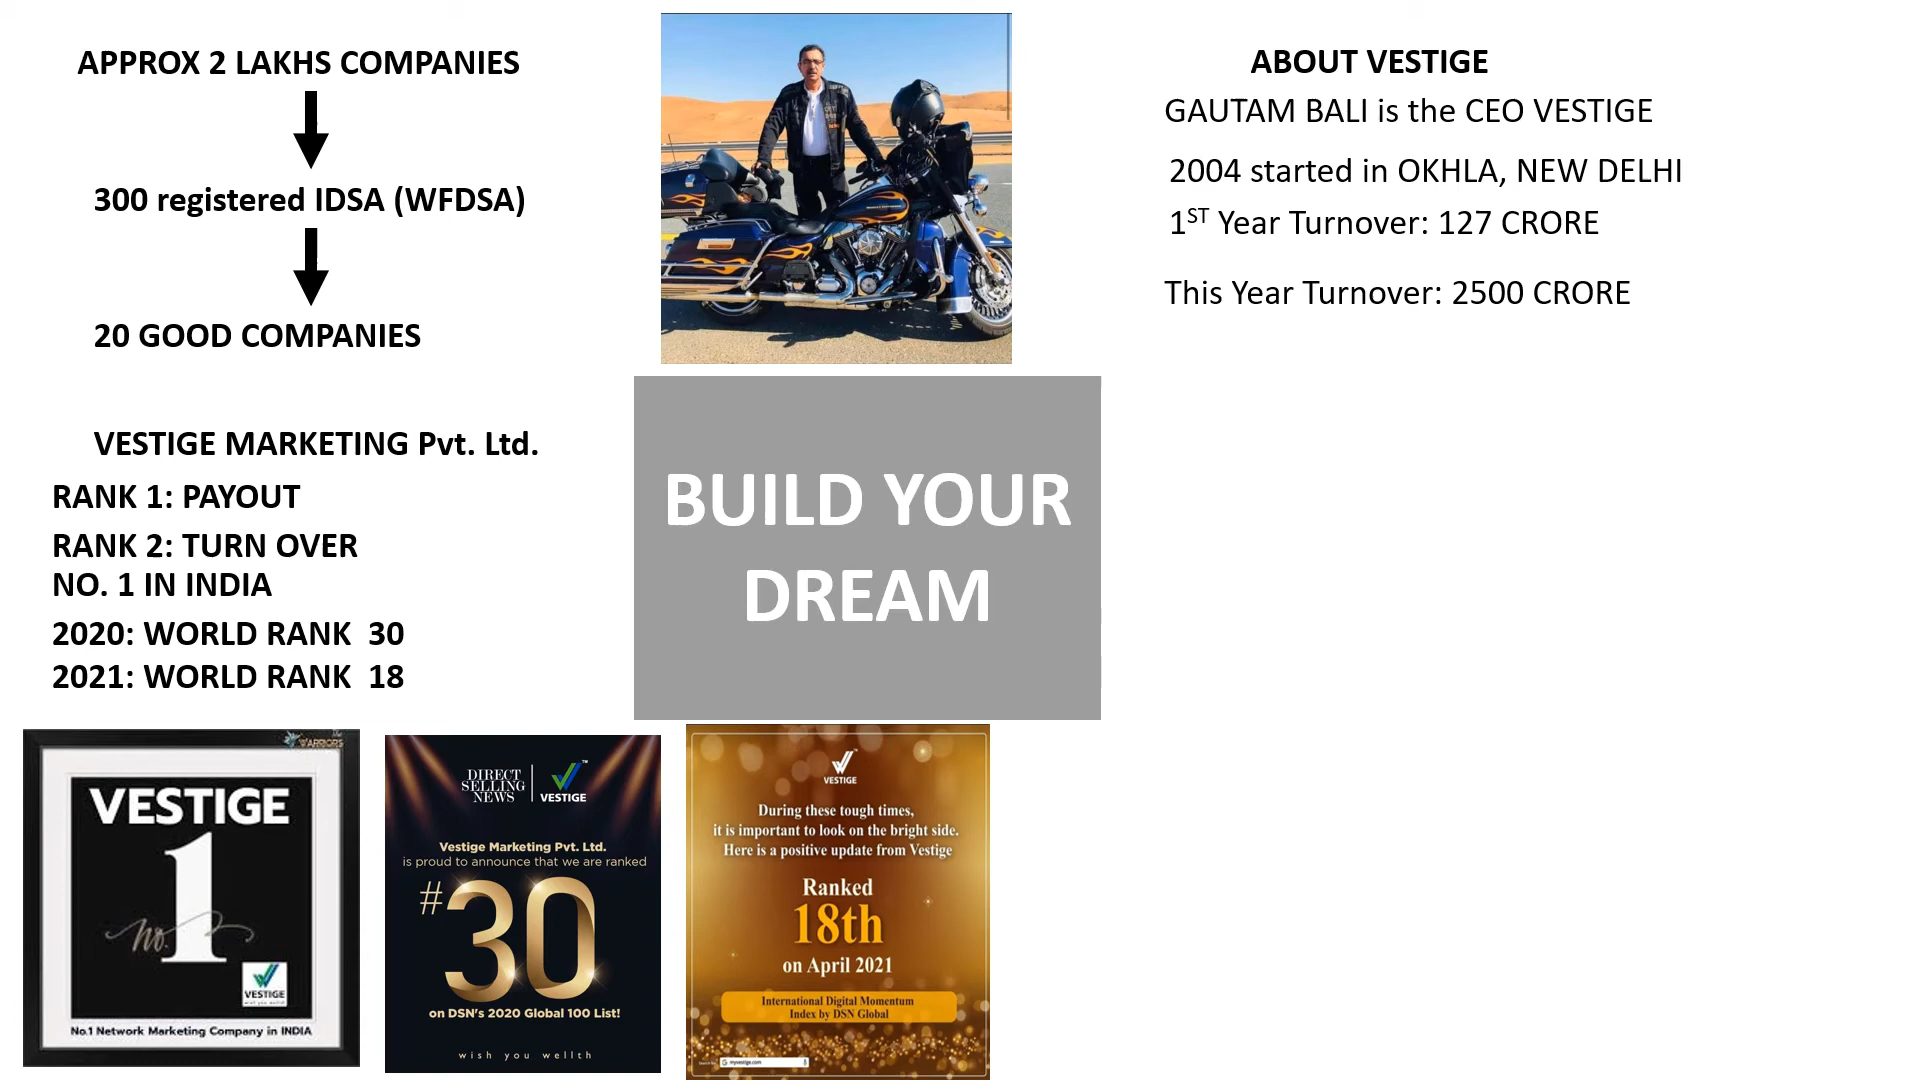 APPROX 2 LAKHS COMPANIES
300 registered IDSA (WFDSA)
20 GOOD COMPANIES
VESTIGE MARKETING Pvt. Ltd.
RANK 1: PAYOUT
RANK 2: TURN OVER
NO. 1 IN INDIA
2020: WORLD RANK 30
2021: WORLD RANK 18
BUILD YOUR
DREAM
ABOUT VESTIGE
GAUTAM BALI is the CEO VESTIGE
2004 started in OKHLA, NEW DELHI
1ST Year Turnover: 127 CRORE
This Year Turnover: 2500 CRORE
WARRIORS
VESTIGE
no.
1
VESTIGE
No.1 Network Marketing Company in INDIA
DIRECT
SELLING
NEWS
VESTIGE
Vestige Marketing Pvt. Ltd.
is proud to announce that we are ranked
#30
on DSN's 2020 Global 100 List!
wish you wellth
VESTIGE
During these tough times,
it is important to look on the bright side.
Here is a positive update from Vestige
Ranked
18th
on April 2021
International Digital Momentum
Index by DSN Global
myvestige.com